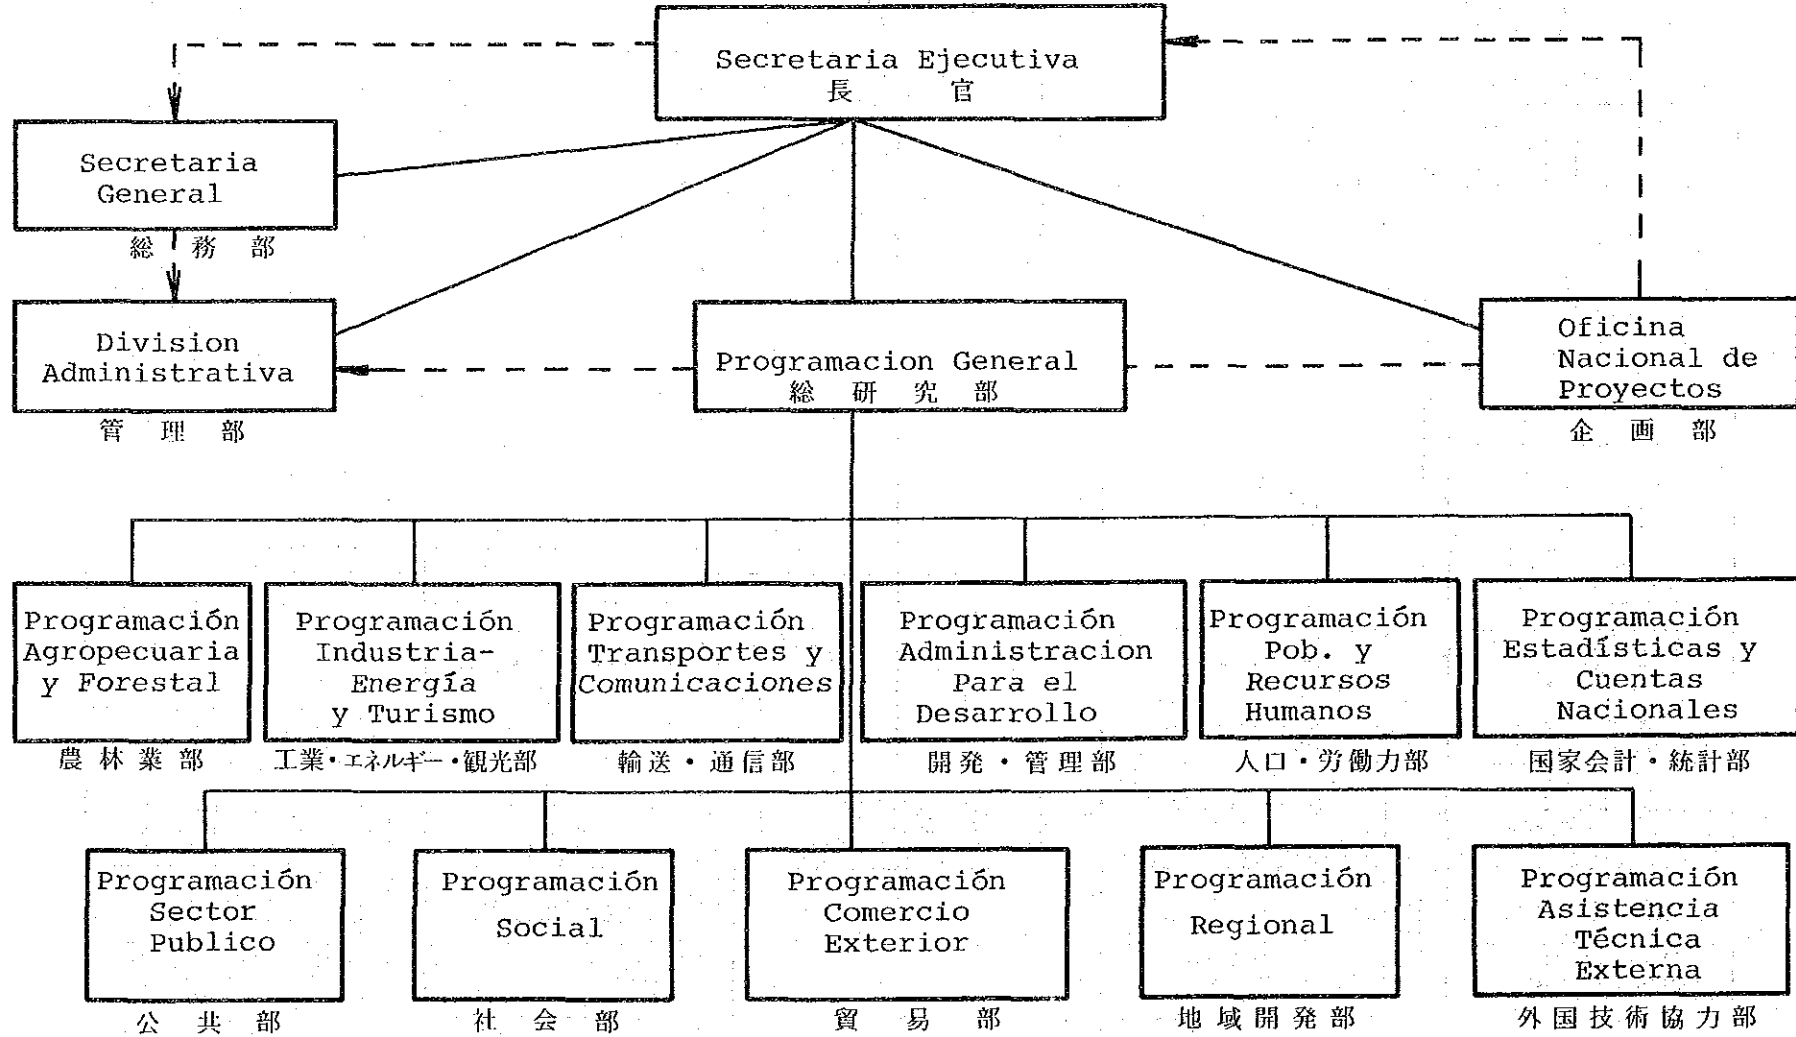 Secretaria Ejecutiva
長官
Secretaria
General
総務部
Division
Administrativa
管理部
Programacion General
総研究部
Oficina
Nacional de
Proyectos
企画部
Programación
Agropecuaria
y Forestal
農林業部
Programación
Industria-
Energía
y Turismo
工業・エネルギー・観光部
Programación
Transportes y
Comunicaciones
輸送・通信部
Programación
Administracion
Para el
Desarrollo
開発・管理部
Programación
Pob. y
Recursos
Humanos
人口・労働力部
Programación
Estadísticas y
Cuentas
Nacionales
国家会計・統計部
Programación
Sector
Publico
公共部
Programación
Social
社会部
Programación
Comercio
Exterior
貿易部
Programación
Regional
地域開発部
Programación
Asistencia
Técnica
Externa
外国技術協力部